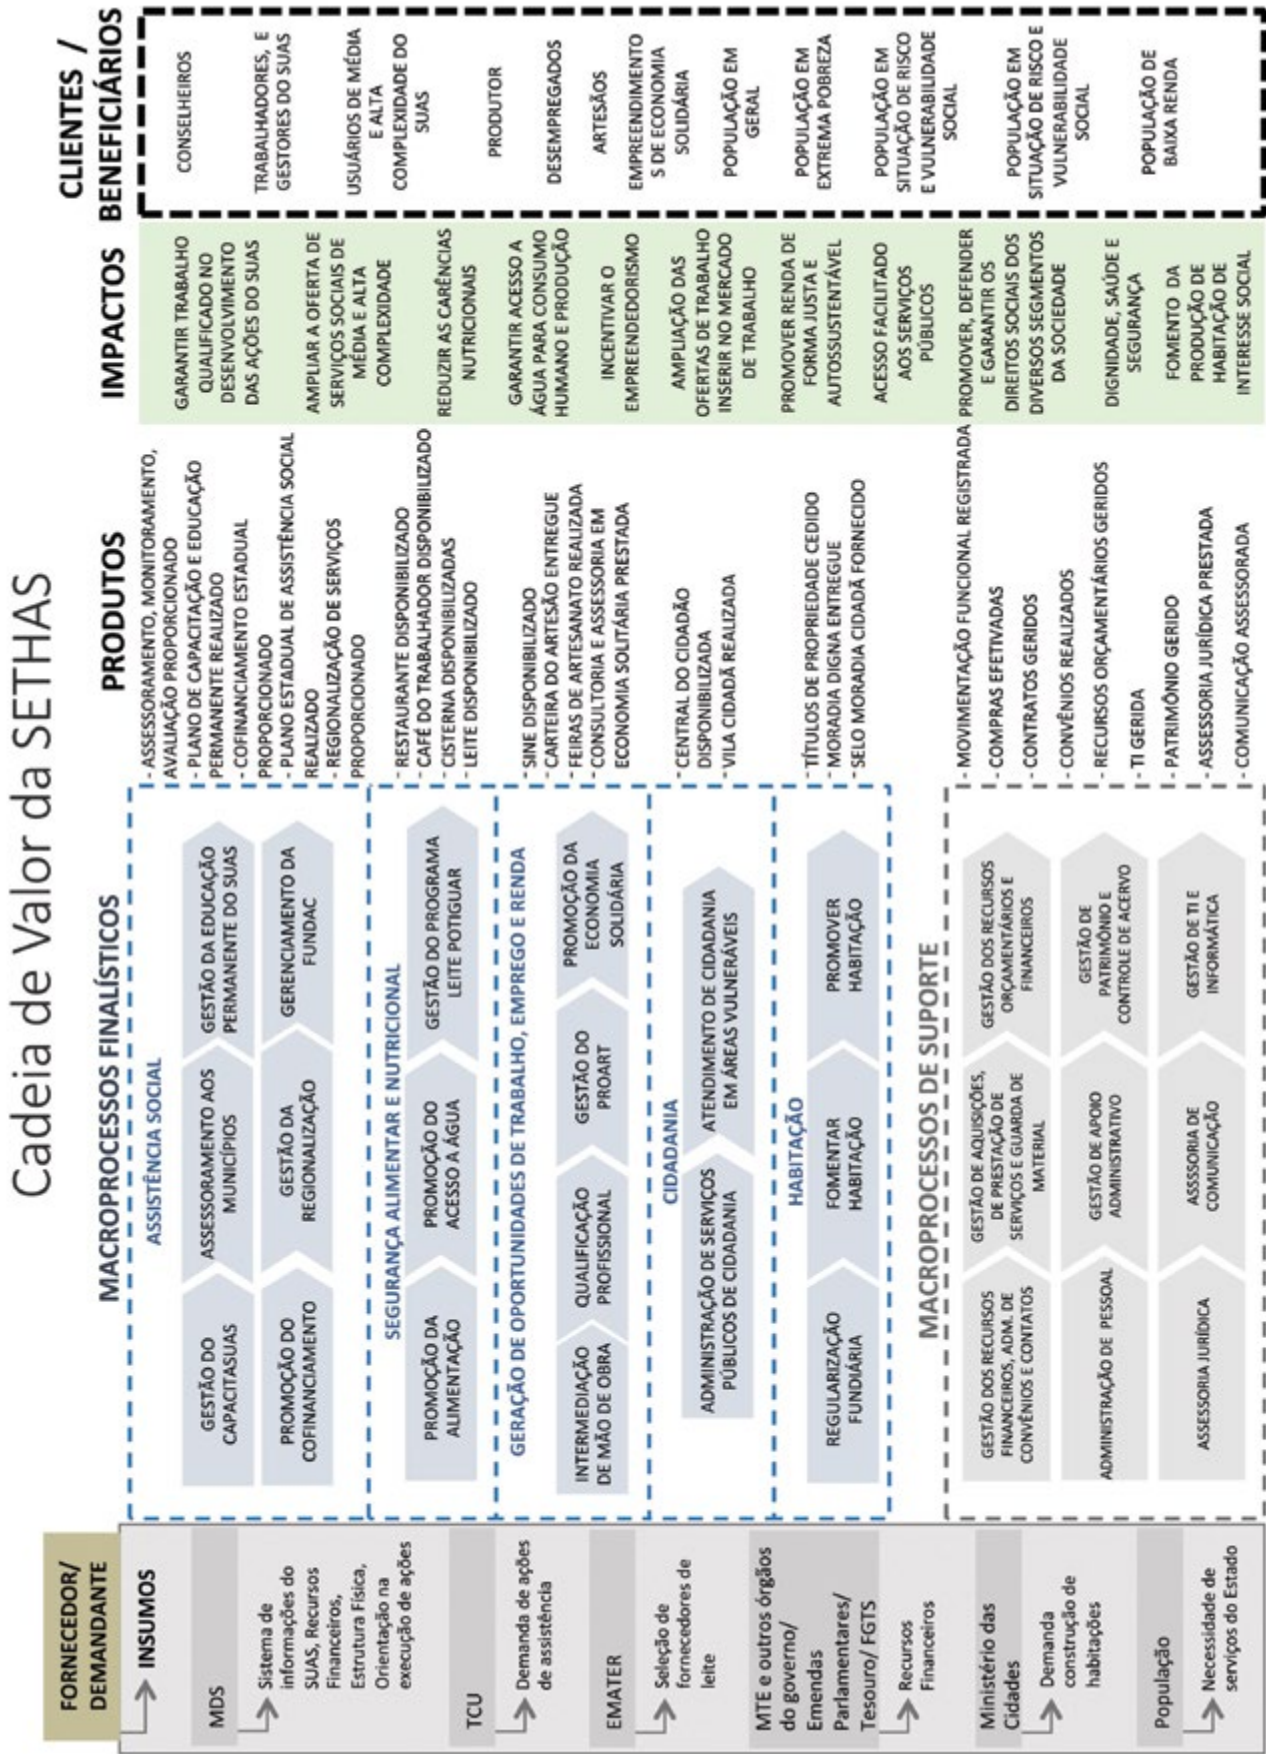 Cadeia de Valor da SETHAS
FORNECEDOR/
DEMANDANTE
INSUMOS
MDS
Sistema de
informações do
SUAS, Recursos
Financeiros,
Estrutura Física,
Orientação na
execução de ações
TCU
Demanda de ações
de assistência
EMATER
Seleção de
fornecedores de
leite
MTE e outros órgãos
do governo/
Emendas
Parlamentares/
Tesouro/ FGTS
Recursos
Financeiros
Ministério das
Cidades
Demanda
construção de
habitações
População
Necessidade de
serviços do Estado
MACROPROCESSOS FINALÍSTICOS
ASSISTÊNCIA SOCIAL
GESTÃO DO
CAPACITASUAS
ASSESSORAMENTO AOS
MUNICÍPIOS
GESTÃO DA EDUCAÇÃO
PERMANENTE DO SUAS
PROMOÇÃO DO
COFINANCIAMENTO
GESTÃO DA
REGIONALIZAÇÃO
GERENCIAMENTO DA
FUNDAC
SEGURANÇA ALIMENTAR E NUTRICIONAL
PROMOÇÃO DA
ALIMENTAÇÃO
PROMOÇÃO DO
ACESSO A ÁGUA
GESTÃO DO PROGRAMA
LEITE POTIGUAR
GERAÇÃO DE OPORTUNIDADES DE TRABALHO, EMPREGO E RENDA
INTERMEDIAÇÃO
DE MÃO DE OBRA
QUALIFICAÇÃO
PROFISSIONAL
GESTÃO DO
PROART
PROMOÇÃO DA
ECONOMIA
SOLIDÁRIA
CIDADANIA
ADMINISTRAÇÃO DE SERVIÇOS
PÚBLICOS DE CIDADANIA
ATENDIMENTO DE CIDADANIA
EM ÁREAS VULNERÁVEIS
HABITAÇÃO
REGULARIZAÇÃO
FUNDIÁRIA
FOMENTAR
HABITAÇÃO
PROMOVER
HABITAÇÃO
MACROPROCESSOS DE SUPORTE
GESTÃO DOS RECURSOS
FINANCEIROS, ADM. DE
CONVÊNIOS E CONTATOS
GESTÃO DE AQUISIÇÕES,
DE PRESTAÇÃO DE
SERVIÇOS E GUARDA DE
MATERIAL
GESTÃO DOS RECURSOS
ORÇAMENTÁRIOS E
FINANCEIROS
ADMINISTRAÇÃO DE PESSOAL
GESTÃO DE APOIO
ADMINISTRATIVO
GESTÃO DE
PATRIMÔNIO E
CONTROLE DE ACERVO
ASSESSORIA JURÍDICA
ASSSORIA DE
COMUNICAÇÃO
GESTÃO DE TI E
INFORMÁTICA
PRODUTOS
- ASSESSORAMENTO, MONITORAMENTO,
AVALIAÇÃO PROPORCIONADO
- PLANO DE CAPACITAÇÃO E EDUCAÇÃO
PERMANENTE REALIZADO
- COFINANCIAMENTO ESTADUAL
PROPORCIONADO
- PLANO ESTADUAL DE ASSISTÊNCIA SOCIAL
REALIZADO
- REGIONALIZAÇÃO DE SERVIÇOS
PROPORCIONADO
- RESTAURANTE DISPONIBILIZADO
- CAFÉ DO TRABALHADOR DISPONIBILIZADO
- CISTERNA DISPONIBILIZADAS
- LEITE DISPONIBILIZADO
- SINE DISPONIBILIZADO
- CARTEIRA DO ARTESÃO ENTREGUE
- FEIRAS DE ARTESANATO REALIZADA
- CONSULTORIA E ASSESSORIA EM
ECONOMIA SOLITÁRIA PRESTADA
- CENTRAL DO CIDADÃO
DISPONIBILIZADA
- VILA CIDADÃ REALIZADA
- TÍTULOS DE PROPRIEDADE CEDIDO
- MORADIA DIGNA ENTREGUE
- SELO MORADIA CIDADÃ FORNECIDO
- MOVIMENTAÇÃO FUNCIONAL REGISTRADA
- COMPRAS EFETIVADAS
- CONTRATOS GERIDOS
- CONVÊNIOS REALIZADOS
- RECURSOS ORÇAMENTÁRIOS GERIDOS
- TI GERIDA
- PATRIMÔNIO GERIDO
- ASSESSORIA JURÍDICA PRESTADA
- COMUNICAÇÃO ASSESSORADA
IMPACTOS
GARANTIR TRABALHO
QUALIFICADO NO
DESENVOLVIMENTO
DAS AÇÕES DO SUAS
AMPLIAR A OFERTA DE
SERVIÇOS SOCIAIS DE
MÉDIA E ALTA
COMPLEXIDADE
REDUZIR AS CARÊNCIAS
NUTRICIONAIS
GARANTIR ACESSO A
ÁGUA PARA CONSUMO
HUMANO E PRODUÇÃO
INCENTIVAR O
EMPREENDEDORISMO
AMPLIAÇÃO DAS
OFERTAS DE TRABALHO
INSERIR NO MERCADO
DE TRABALHO
PROMOVER RENDA DE
FORMA JUSTA E
AUTOSSUSTENTÁVEL
ACESSO FACILITADO
AOS SERVIÇOS
PÚBLICOS
PROMOVER, DEFENDER
E GARANTIR OS
DIREITOS SOCIAIS DOS
DIVERSOS SEGMENTOS
DA SOCIEDADE
DIGNIDADE, SAÚDE E
SEGURANÇA
FOMENTO DA
PRODUÇÃO DE
HABITAÇÃO DE
INTERESSE SOCIAL
CLIENTES /
BENEFICIÁRIOS
CONSELHEIROS
TRABALHADORES, E
GESTORES DO SUAS
USUÁRIOS DE MÉDIA
E ALTA
COMPLEXIDADE DO
SUAS
PRODUTOR
DESEMPREGADOS
ARTESÃOS
EMPREENDIMENTO
S DE ECONOMIA
SOLIDÁRIA
POPULAÇÃO EM
GERAL
POPULAÇÃO EM
EXTREMA POBREZA
POPULAÇÃO EM
SITUAÇÃO DE RISCO
E VULNERABILIDADE
SOCIAL
POPULAÇÃO EM
SITUAÇÃO DE RISCO E
VULNERABILIDADE
SOCIAL
POPULAÇÃO DE
BAIXA RENDA